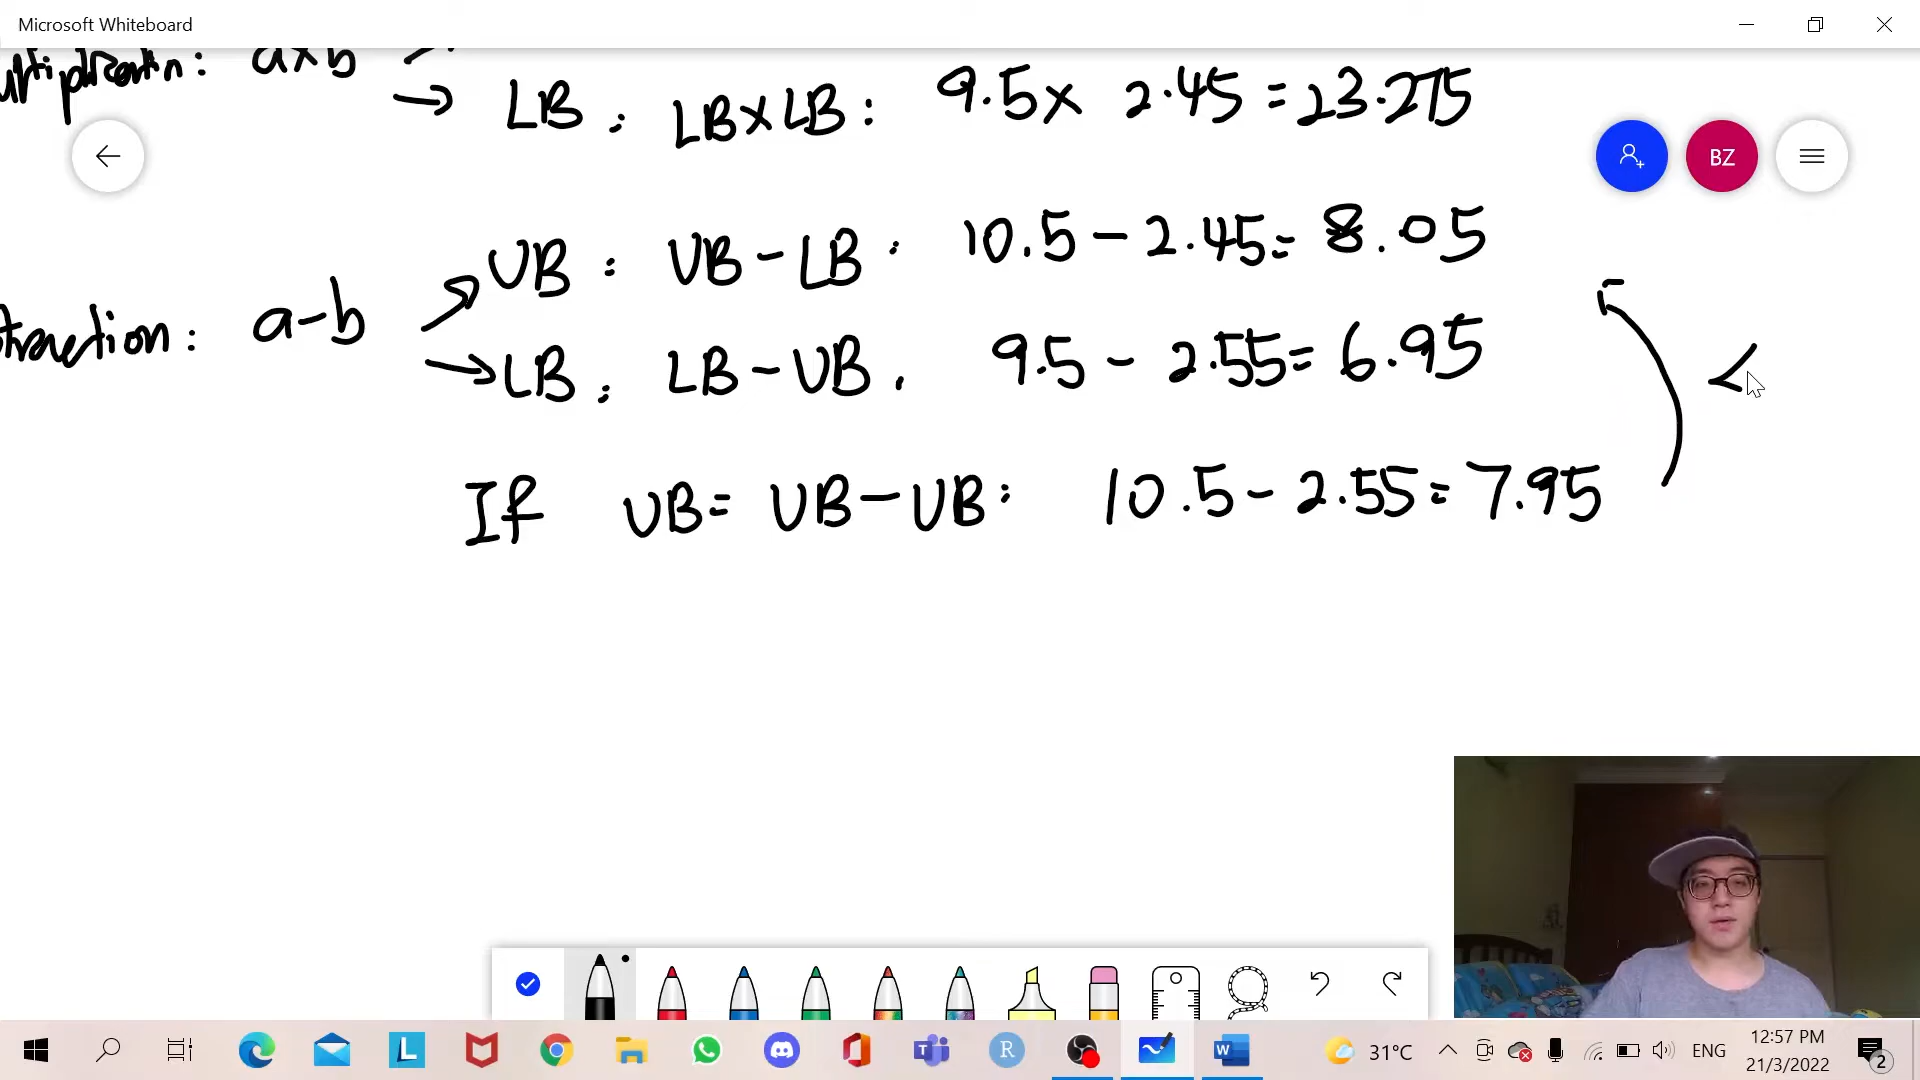 Microsoft Whiteboard
a×b
→ LB : LB×LB : 9.5× 2.45 = 23.275
BZ
UB : UB - LB : 10.5 - 2.45 = 8.05
a-b
→ LB : LB - UB . 9.5 - 2.55 = 6.95
<
If UB = UB - UB : 10.5 - 2.55 = 7.95
L
R
W
31°C
ENG
12:57 PM
21/3/2022
2